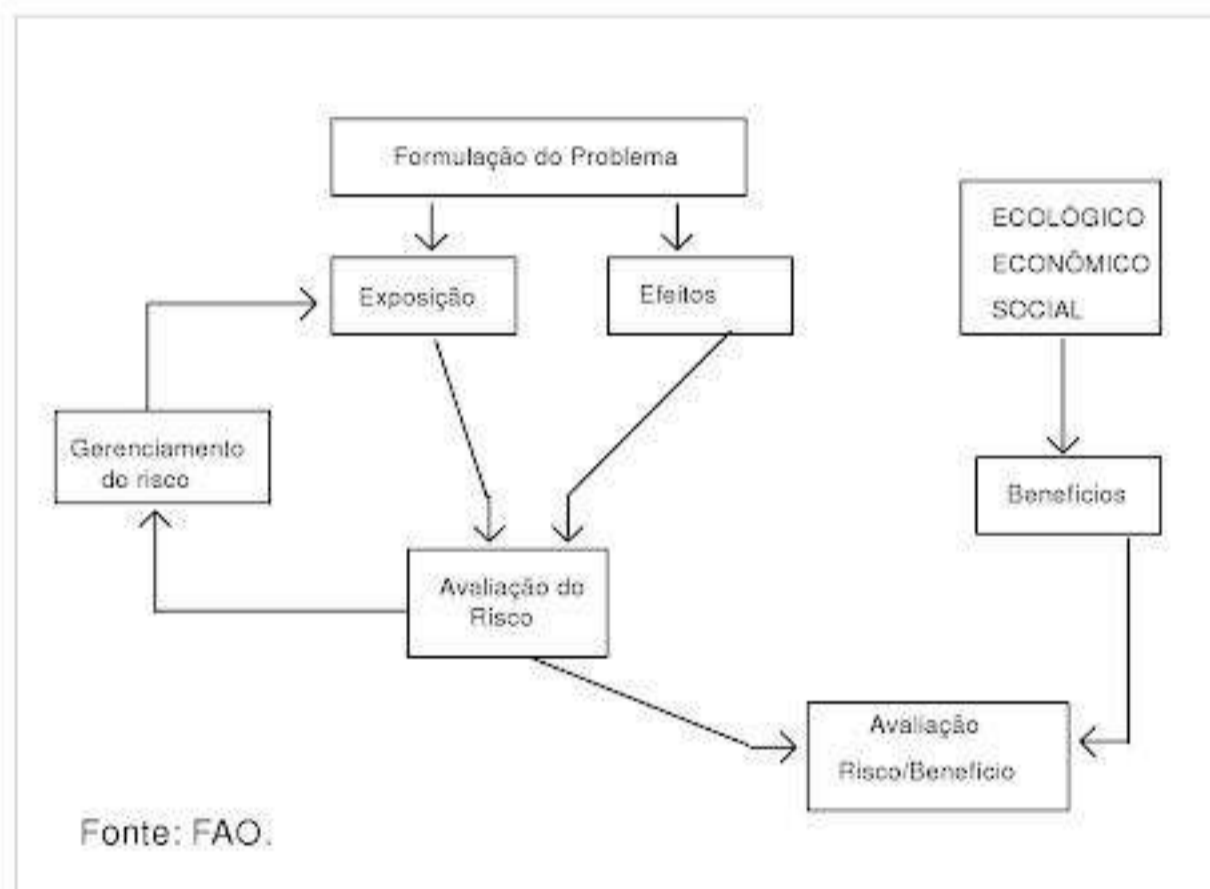 Formulação do Problema
ECOLÓGICO
ECONÔMICO
SOCIAL
Exposição
Efeitos
Gerenciamento
do risco
Benefícios
Avaliação do
Risco
Avaliação
Risco/Benefício
Fonte: FAO.